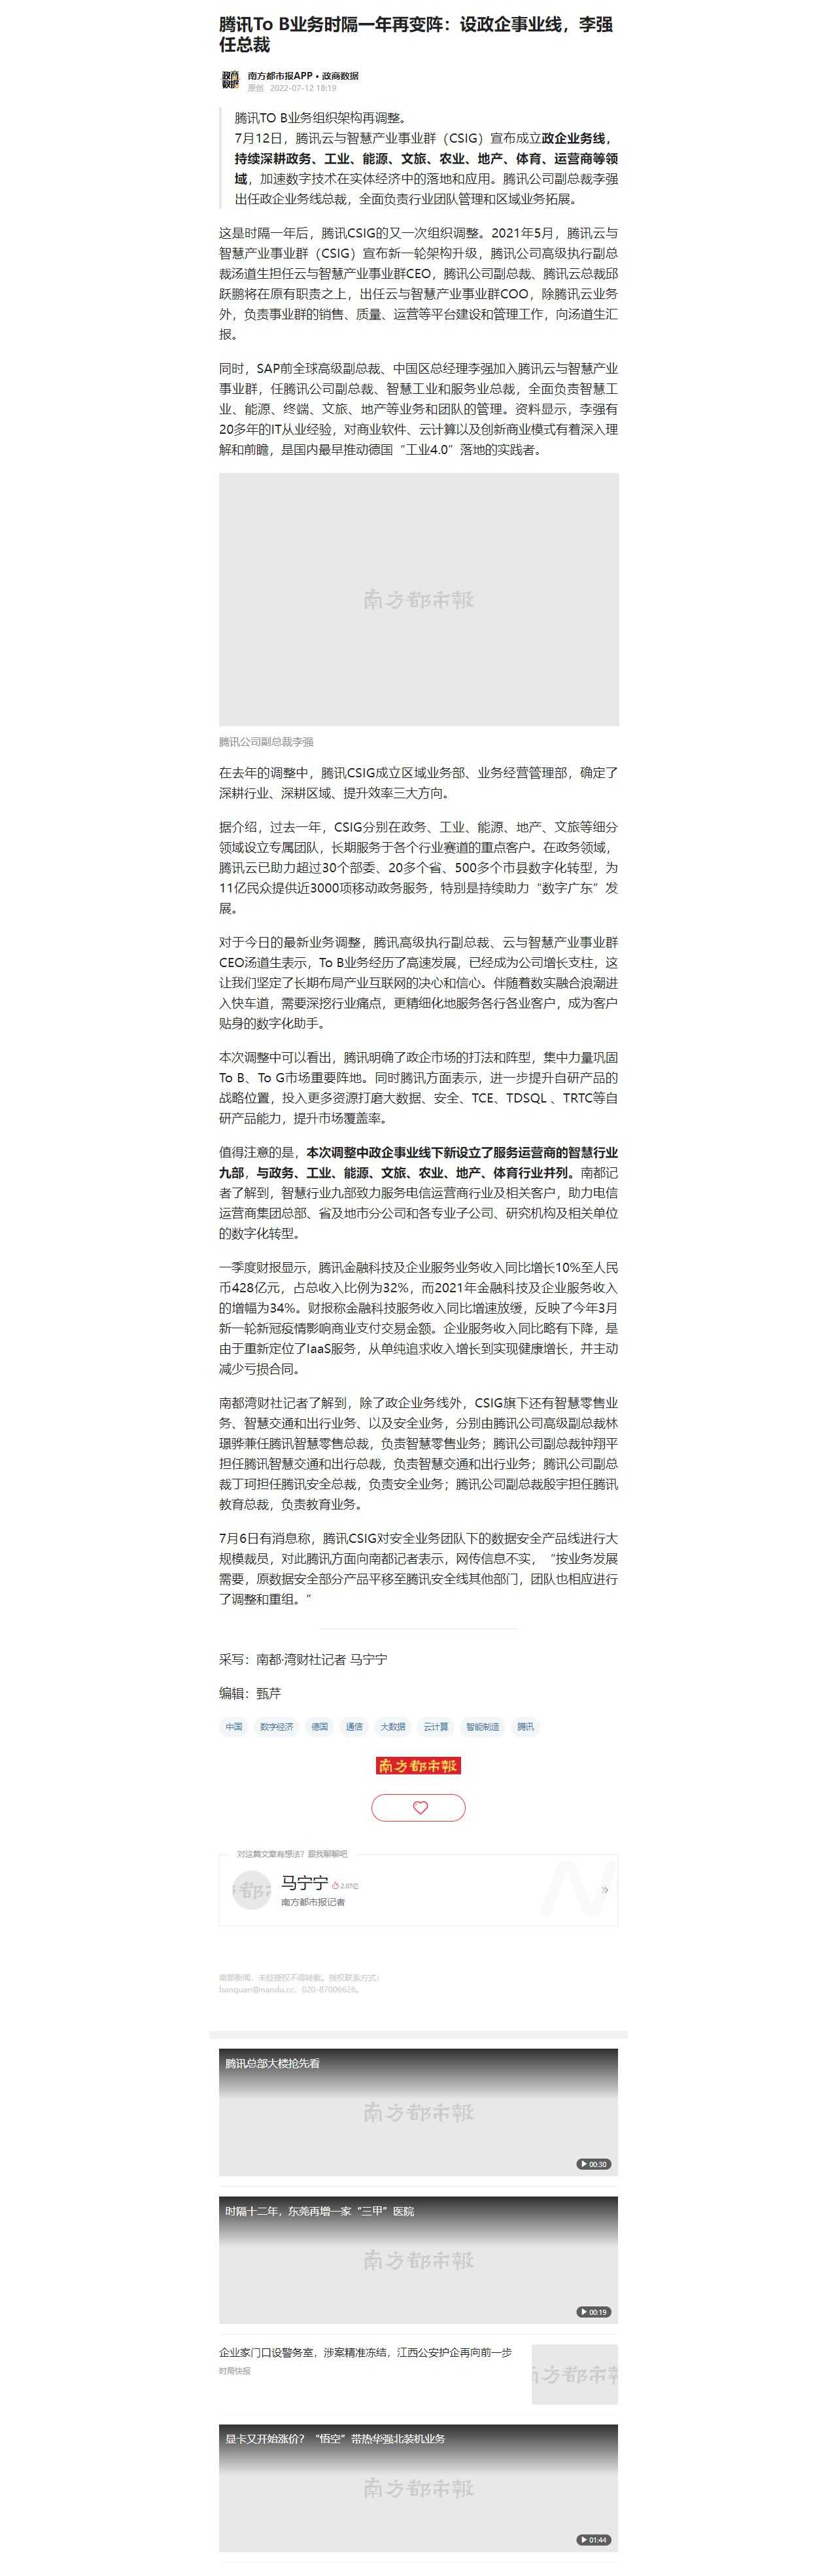 腾讯To B业务时隔一年再变阵：设政企事业线，李强
任总裁
政商
数据
南方都市报APP • 政商数据
原创 2022-07-12 18:19
腾讯TO B业务组织架构再调整。
7月12日，腾讯云与智慧产业事业群（CSIG）宣布成立政企业务线，
持续深耕政务、工业、能源、文旅、农业、地产、体育、运营商等领
域，加速数字技术在实体经济中的落地和应用。腾讯公司副总裁李强
出任政企业务线总裁，全面负责行业团队管理和区域业务拓展。
这是时隔一年后，腾讯CSIG的又一次组织调整。2021年5月，腾讯云与
智慧产业事业群（CSIG）宣布新一轮架构升级，腾讯公司高级执行副总
裁汤道生担任云与智慧产业事业群CEO，腾讯公司副总裁、腾讯云总裁邱
跃鹏将在原有职责之上，出任云与智慧产业事业群COO，除腾讯云业务
外，负责事业群的销售、质量、运营等平台建设和管理工作，向汤道生汇
报。
同时，SAP前全球高级副总裁、中国区总经理李强加入腾讯云与智慧产业
事业群，任腾讯公司副总裁、智慧工业和服务业总裁，全面负责智慧工
业、能源、终端、文旅、地产等业务和团队的管理。资料显示，李强有
20多年的IT从业经验，对商业软件、云计算以及创新商业模式有着深入理
解和前瞻，是国内最早推动德国“工业4.0”落地的实践者。
南方都市報
腾讯公司副总裁李强
在去年的调整中，腾讯CSIG成立区域业务部、业务经营管理部，确定了
深耕行业、深耕区域、提升效率三大方向。
据介绍，过去一年，CSIG分别在政务、工业、能源、地产、文旅等细分
领域设立专属团队，长期服务于各个行业赛道的重点客户。在政务领域，
腾讯云已助力超过30个部委、20多个省、500多个市县数字化转型，为
11亿民众提供近3000项移动政务服务，特别是持续助力“数字广东”发
展。
对于今日的最新业务调整，腾讯高级执行副总裁、云与智慧产业事业群
CEO汤道生表示，To B业务经历了高速发展，已经成为公司增长支柱，这
让我们坚定了长期布局产业互联网的决心和信心。伴随着数实融合浪潮进
入快车道，需要深挖行业痛点，更精细化地服务各行各业客户，成为客户
贴身的数字化助手。
本次调整中可以看出，腾讯明确了政企市场的打法和阵型，集中力量巩固
To B、To G市场重要阵地。同时腾讯方面表示，进一步提升自研产品的
战略位置，投入更多资源打磨大数据、安全、TCE、TDSQL 、TRTC等自
研产品能力，提升市场覆盖率。
值得注意的是，本次调整中政企事业线下新设立了服务运营商的智慧行业
九部，与政务、工业、能源、文旅、农业、地产、体育行业并列。南都记
者了解到，智慧行业九部致力服务电信运营商行业及相关客户，助力电信
运营商集团总部、省及地市分公司和各专业子公司、研究机构及相关单位
的数字化转型。
一季度财报显示，腾讯金融科技及企业服务业务收入同比增长10%至人民
币428亿元，占总收入比例为32%，而2021年金融科技及企业服务收入
的增幅为34%。财报称金融科技服务收入同比增速放缓，反映了今年3月
新一轮新冠疫情影响商业支付交易金额。企业服务收入同比略有下降，是
由于重新定位了IaaS服务，从单纯追求收入增长到实现健康增长，并主动
减少亏损合同。
南都湾财社记者了解到，除了政企业务线外，CSIG旗下还有智慧零售业
务、智慧交通和出行业务、以及安全业务，分别由腾讯公司高级副总裁林
璟骅兼任腾讯智慧零售总裁，负责智慧零售业务；腾讯公司副总裁钟翔平
担任腾讯智慧交通和出行总裁，负责智慧交通和出行业务；腾讯公司副总
裁丁珂担任腾讯安全总裁，负责安全业务；腾讯公司副总裁殷宇担任腾讯
教育总裁，负责教育业务。
7月6日有消息称，腾讯CSIG对安全业务团队下的数据安全产品线进行大
规模裁员，对此腾讯方面向南都记者表示，网传信息不实，“按业务发展
需要，原数据安全部分产品平移至腾讯安全线其他部门，团队也相应进行
了调整和重组。”
采写：南都·湾财社记者 马宁宁
编辑：甄芹
中国 数字经济 德国 通信 大数据 云计算 智能制造 腾讯
南方都市报
对这篇文章有想法？跟我聊聊吧
马宁宁 2.07亿
南方都市报记者
南都新闻，未经授权不得转载。授权联系方式：
banquan@nandu.cc，020-87006626。
腾讯总部大楼抢先看
南方都市報
00:30
时隔十二年，东莞再增一家“三甲”医院
南方都市報
00:19
企业家门口设警务室，涉案精准冻结，江西公安护企再向前一步
时局快报
南方都市報
显卡又开始涨价？“悟空”带热华强北装机业务
南方都市報
01:44